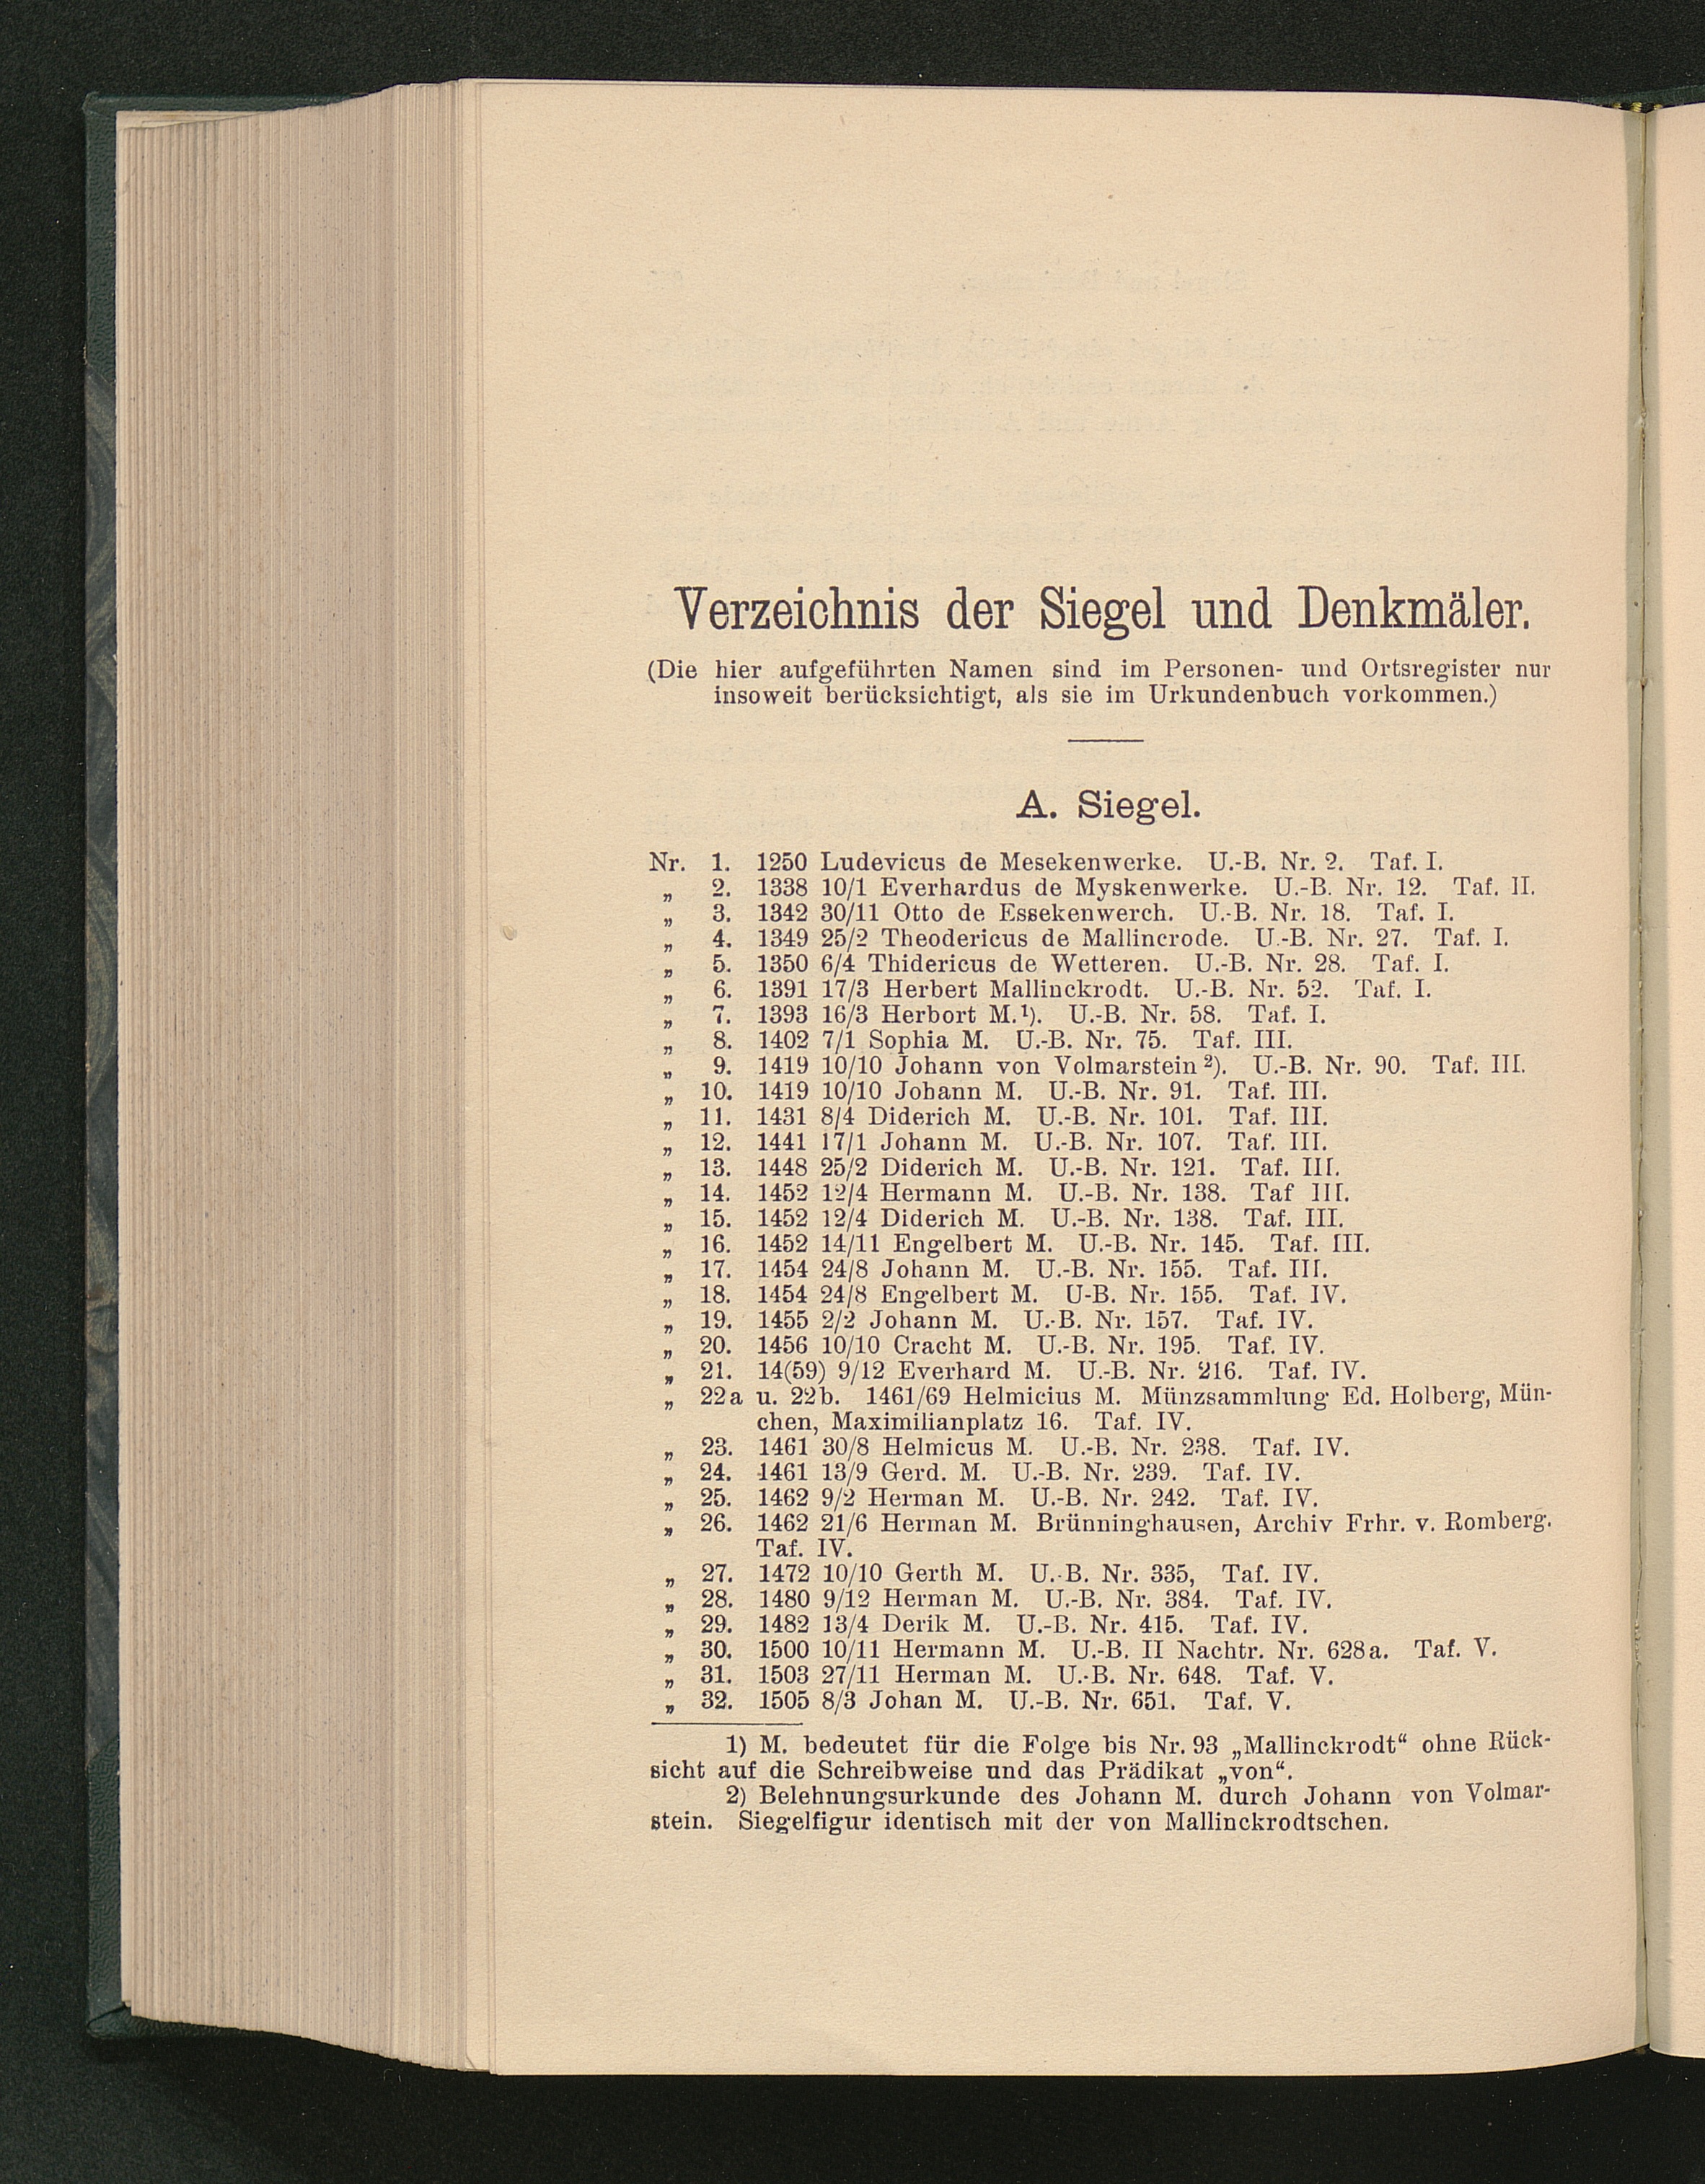 Verzeichnis der Siegel und Denkmäler.
(Die hier aufgeführten Namen sind im Personen- und Ortsregister nur
insoweit berücksichtigt, als sie im Urkundenbuch vorkommen.)
A. Siegel.
Nr. 1. 1250 Ludevicus de Mesekenwerke. U.-B. Nr. 2. Taf. I.
„ 2. 1338 10/1 Everhardus de Myskenwerke. U.-B. Nr. 12. Taf. II.
„ 3. 1342 30/11 Otto de Essekenwerch. U.-B. Nr. 18. Taf. I.
„ 4. 1349 25/2 Theodericus de Mallincrode. U.-B. Nr. 27. Taf. I.
„ 5. 1350 6/4 Thidericus de Wetteren. U.-B. Nr. 28. Taf. I.
„ 6. 1391 17/3 Herbert Mallinckrodt. U.-B. Nr. 52. Taf. I.
„ 7. 1393 16/3 Herbort M.¹). U.-B. Nr. 58. Taf. I.
„ 8. 1402 7/1 Sophia M. U.-B. Nr. 75. Taf. III.
„ 9. 1419 10/10 Johann von Volmarstein ²). U.-B. Nr. 90. Taf. III.
„ 10. 1419 10/10 Johann M. U.-B. Nr. 91. Taf. III.
„ 11. 1431 8/4 Diderich M. U.-B. Nr. 101. Taf. III.
„ 12. 1441 17/1 Johann M. U.-B. Nr. 107. Taf. III.
„ 13. 1448 25/2 Diderich M. U.-B. Nr. 121. Taf. III.
„ 14. 1452 12/4 Hermann M. U.-B. Nr. 138. Taf III.
„ 15. 1452 12/4 Diderich M. U.-B. Nr. 138. Taf. III.
„ 16. 1452 14/11 Engelbert M. U.-B. Nr. 145. Taf. III.
„ 17. 1454 24/8 Johann M. U.-B. Nr. 155. Taf. III.
„ 18. 1454 24/8 Engelbert M. U-B. Nr. 155. Taf. IV.
„ 19. 1455 2/2 Johann M. U.-B. Nr. 157. Taf. IV.
„ 20. 1456 10/10 Cracht M. U.-B. Nr. 195. Taf. IV.
„ 21. 14(59) 9/12 Everhard M. U.-B. Nr. 216. Taf. IV.
„ 22a u. 22b. 1461/69 Helmicius M. Münzsammlung Ed. Holberg, Mün-
chen, Maximilianplatz 16. Taf. IV.
„ 23. 1461 30/8 Helmicus M. U.-B. Nr. 238. Taf. IV.
„ 24. 1461 13/9 Gerd. M. U.-B. Nr. 239. Taf. IV.
„ 25. 1462 9/2 Herman M. U.-B. Nr. 242. Taf. IV.
„ 26. 1462 21/6 Herman M. Brünninghausen, Archiv Frhr. v. Romberg.
Taf. IV.
„ 27. 1472 10/10 Gerth M. U.-B. Nr. 335, Taf. IV.
„ 28. 1480 9/12 Herman M. U.-B. Nr. 384. Taf. IV.
„ 29. 1482 13/4 Derik M. U.-B. Nr. 415. Taf. IV.
„ 30. 1500 10/11 Hermann M. U.-B. II Nachtr. Nr. 628a. Taf. V.
„ 31. 1503 27/11 Herman M. U.-B. Nr. 648. Taf. V.
„ 32. 1505 8/3 Johan M. U.-B. Nr. 651. Taf. V.
1) M. bedeutet für die Folge bis Nr. 93 „Mallinckrodt“ ohne Rück-
sicht auf die Schreibweise und das Prädikat „von“.
2) Belehnungsurkunde des Johann M. durch Johann von Volmar-
stein. Siegelfigur identisch mit der von Mallinckrodtschen.